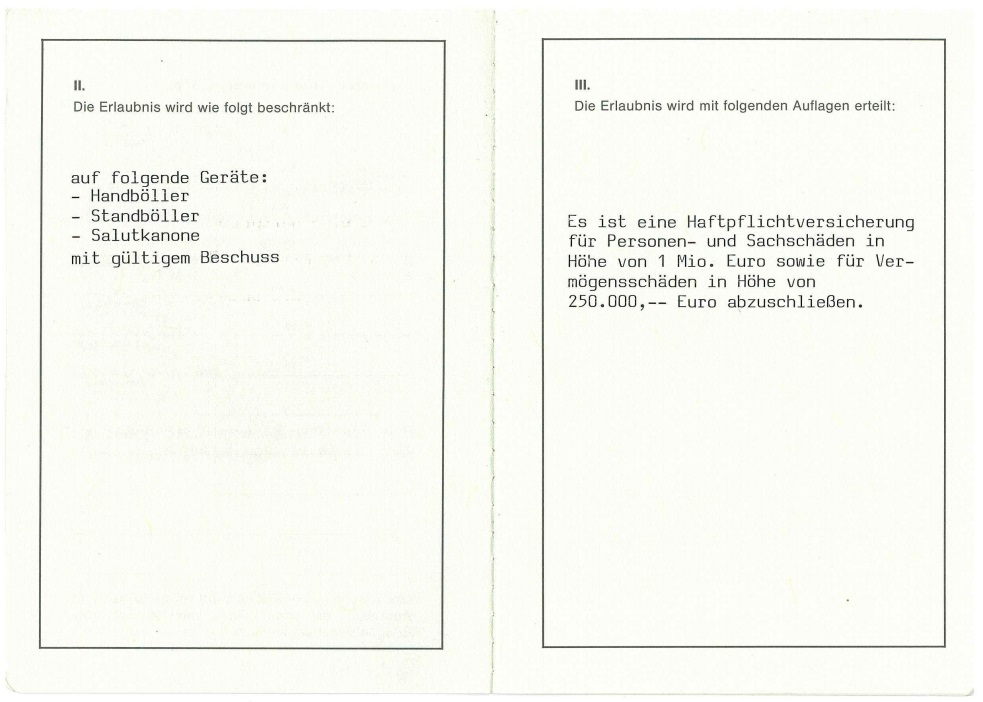 II.
Die Erlaubnis wird wie folgt beschränkt:
auf folgende Geräte:
- Handböller
- Standböller
- Salutkanone
mit gültigem Beschuss
III.
Die Erlaubnis wird mit folgenden Auflagen erteilt:
Es ist eine Haftpflichtversicherung
für Personen- und Sachschäden in
Höhe von 1 Mio. Euro sowie für Ver-
mögensschäden in Höhe von
250.000,-- Euro abzuschließen.